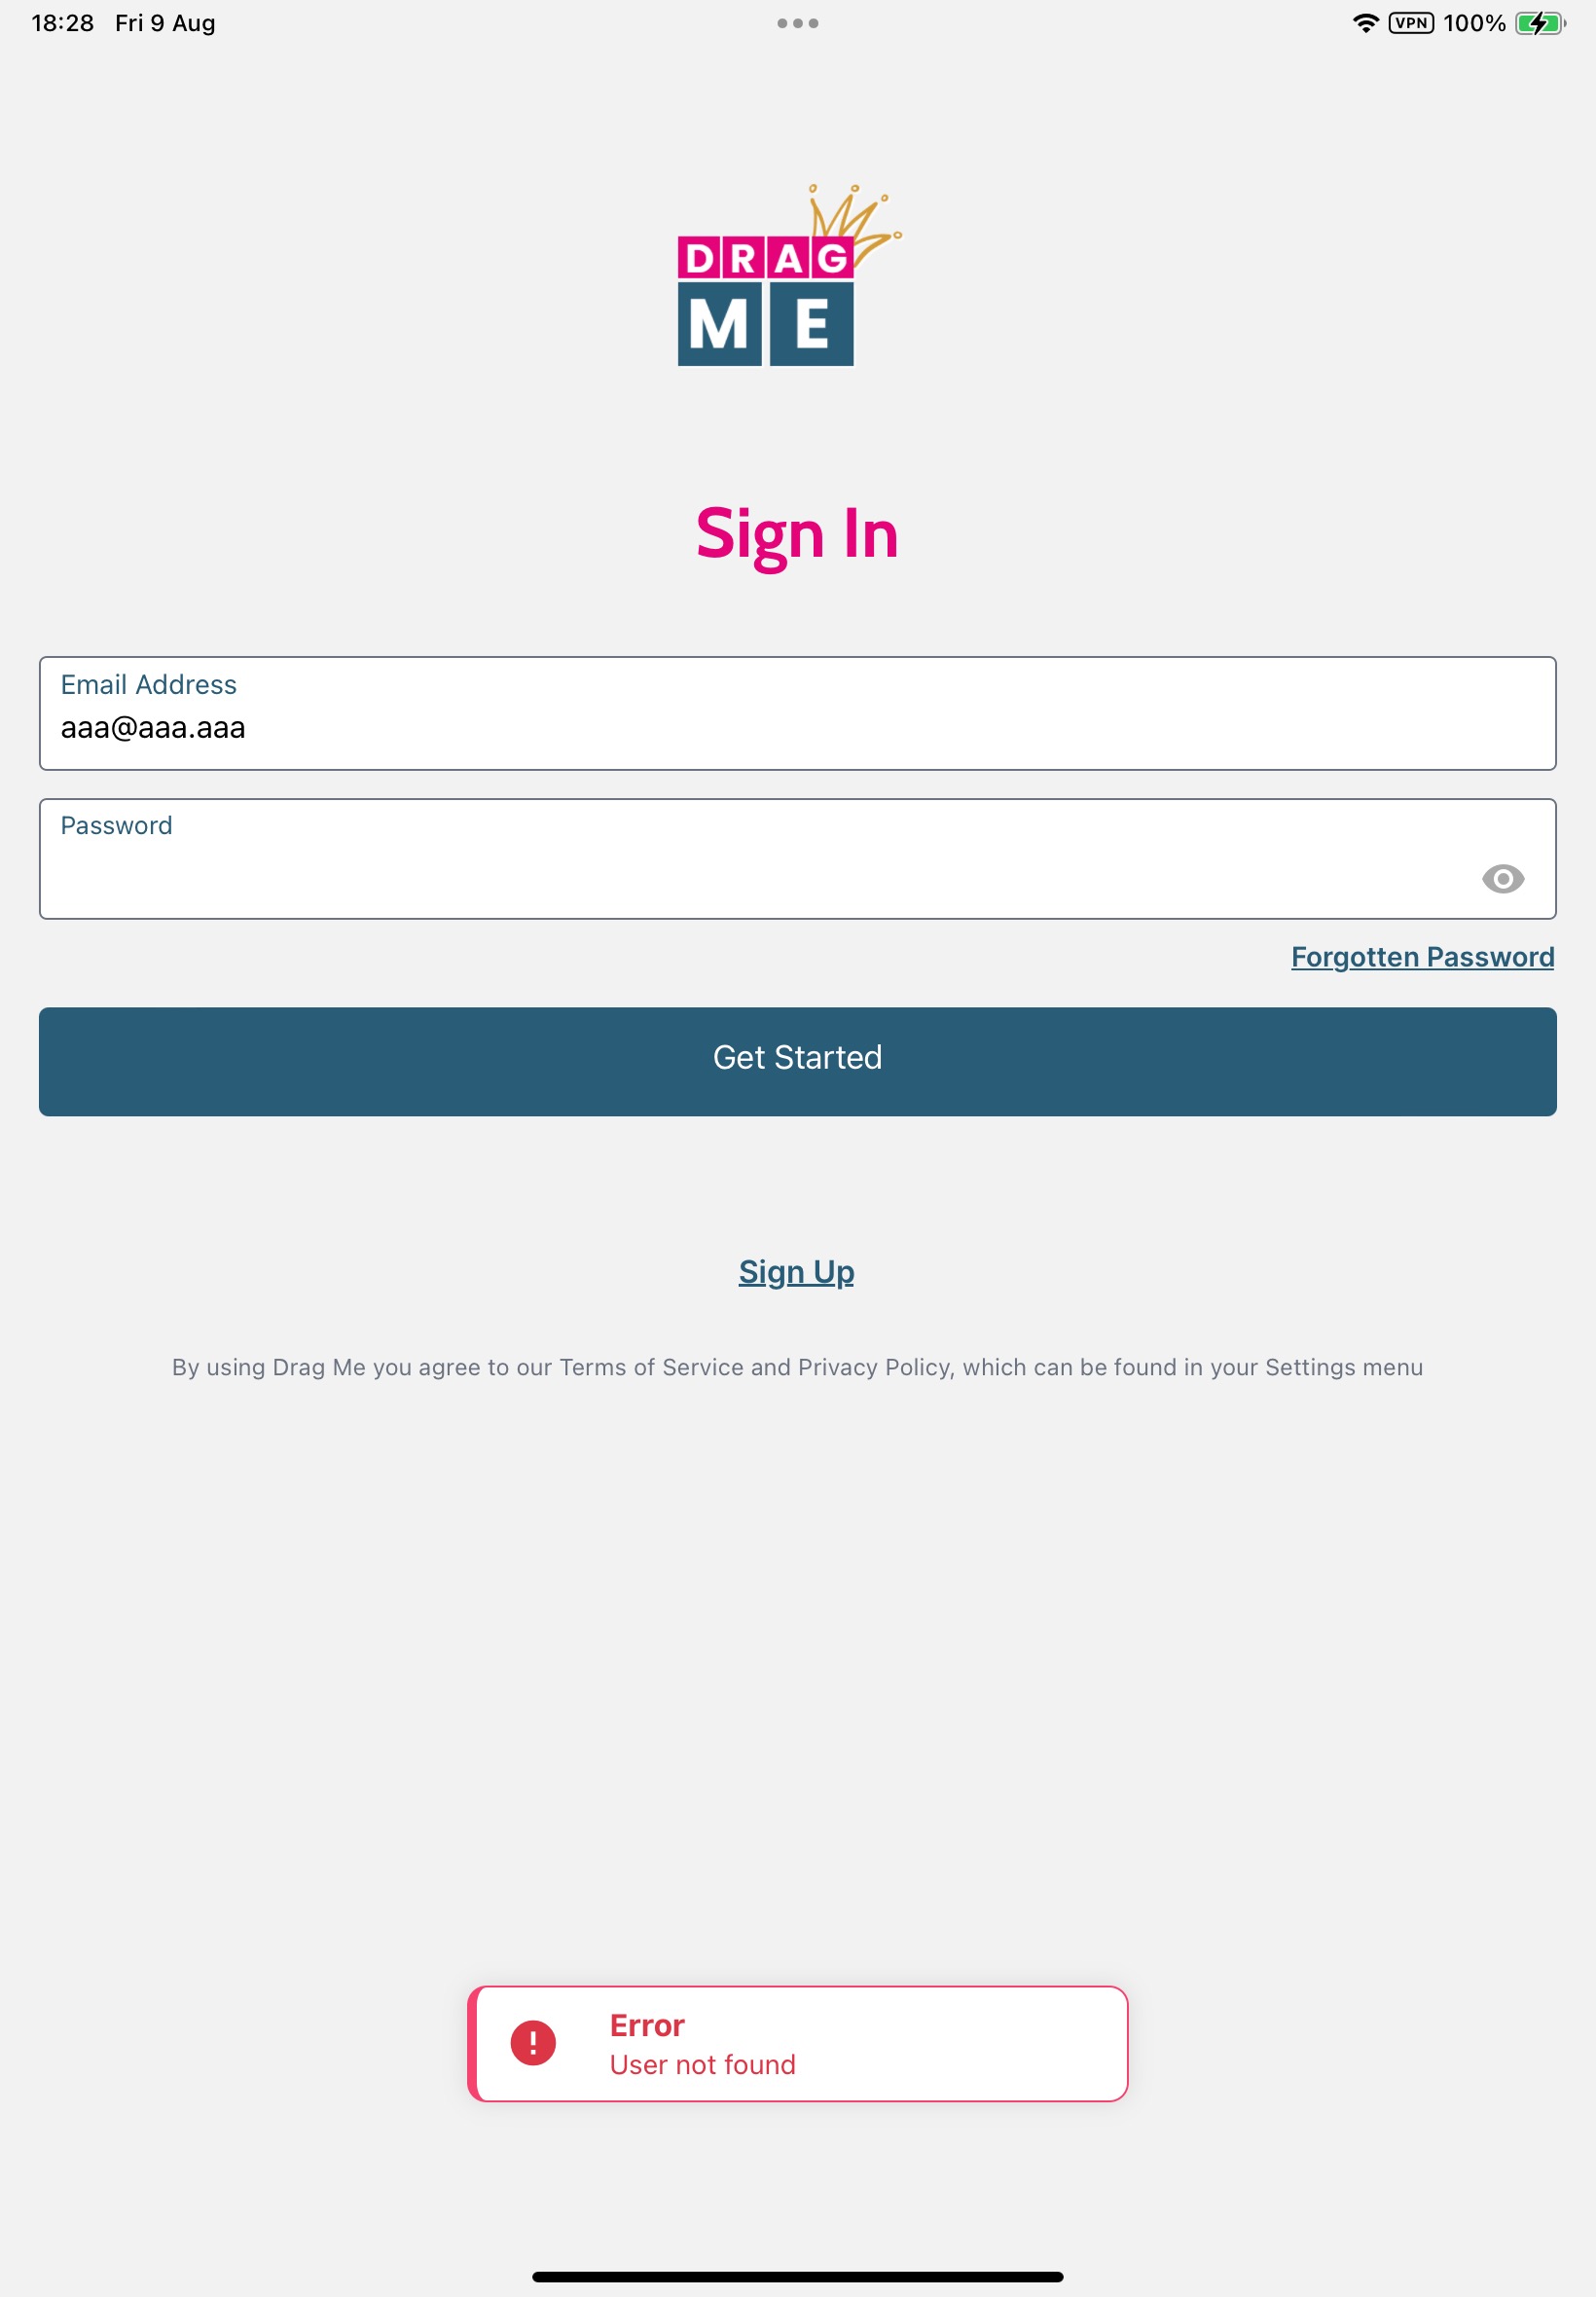 18:28 Fri 9 Aug
VPN 100%
DRAG
ME
Sign In
Email Address
aaa@aaa.aaa
Password
Forgotten Password
Get Started
Sign Up
By using Drag Me you agree to our Terms of Service and Privacy Policy, which can be found in your Settings menu
Error
User not found